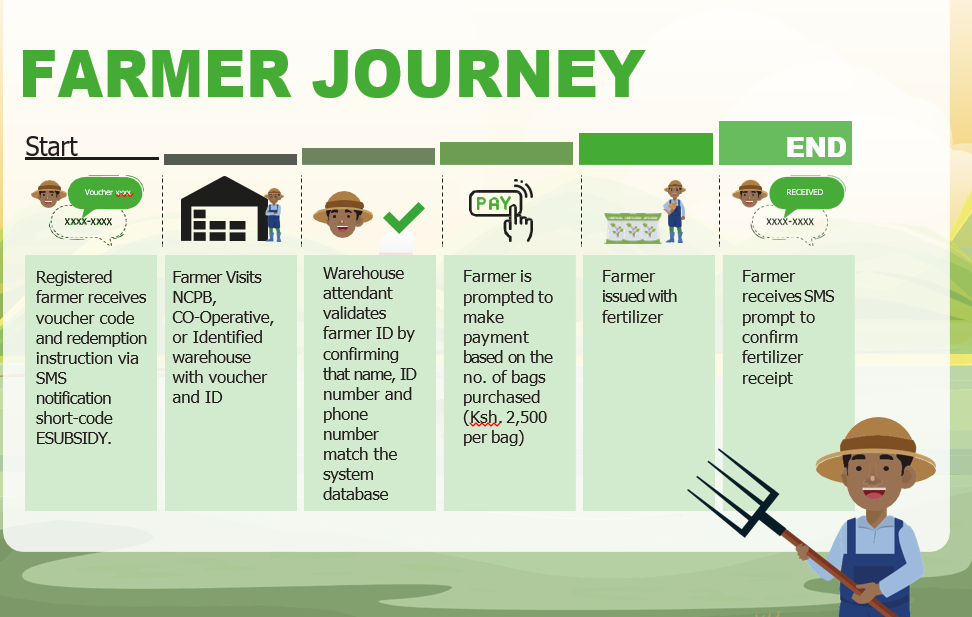 FARMER JOURNEY
Start
END
Voucher xxxx
XXXX-XXXX
PAY
RECEIVED
XXXX-XXXX
Registered
farmer receives
voucher code
and redemption
instruction via
SMS
notification
short-code
ESUBSIDY.
Farmer Visits
NCPB,
CO-Operative,
or Identified
warehouse
with voucher
and ID
Warehouse
attendant
validates
farmer ID by
confirming
that name, ID
number and
phone
number
match the
system
database
Farmer is
prompted to
make
payment
based on the
no. of bags
purchased
(Ksh. 2,500
per bag)
Farmer
issued with
fertilizer
Farmer
receives SMS
prompt to
confirm
fertilizer
receipt